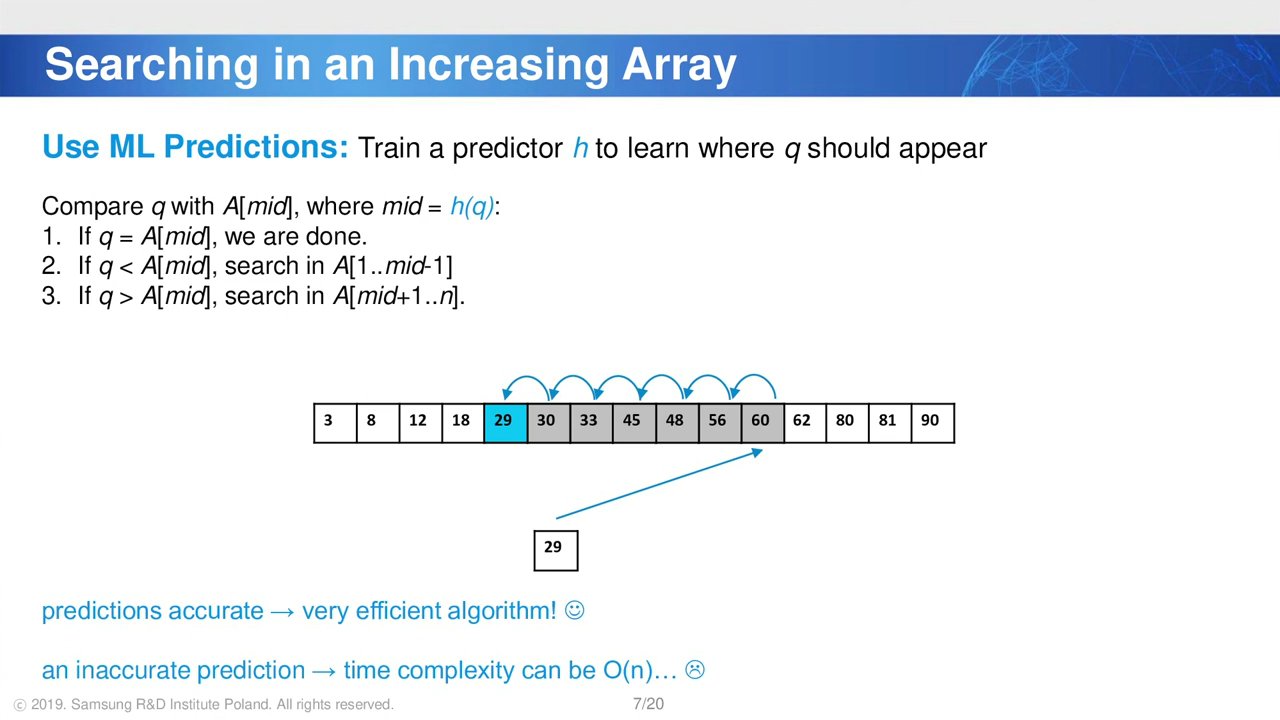 Searching in an Increasing Array
Use ML Predictions: Train a predictor h to learn where q should appear
Compare q with A[mid], where mid = h(q):
1. If q = A[mid], we are done.
2. If q < A[mid], search in A[1..mid-1]
3. If q > A[mid], search in A[mid+1..n].
3 8 12 18 29 30 33 45 48 56 60 62 80 81 90
29
predictions accurate → very efficient algorithm! ☺
an inaccurate prediction → time complexity can be O(n)… ☹
ⓒ 2019. Samsung R&D Institute Poland. All rights reserved.
7/20